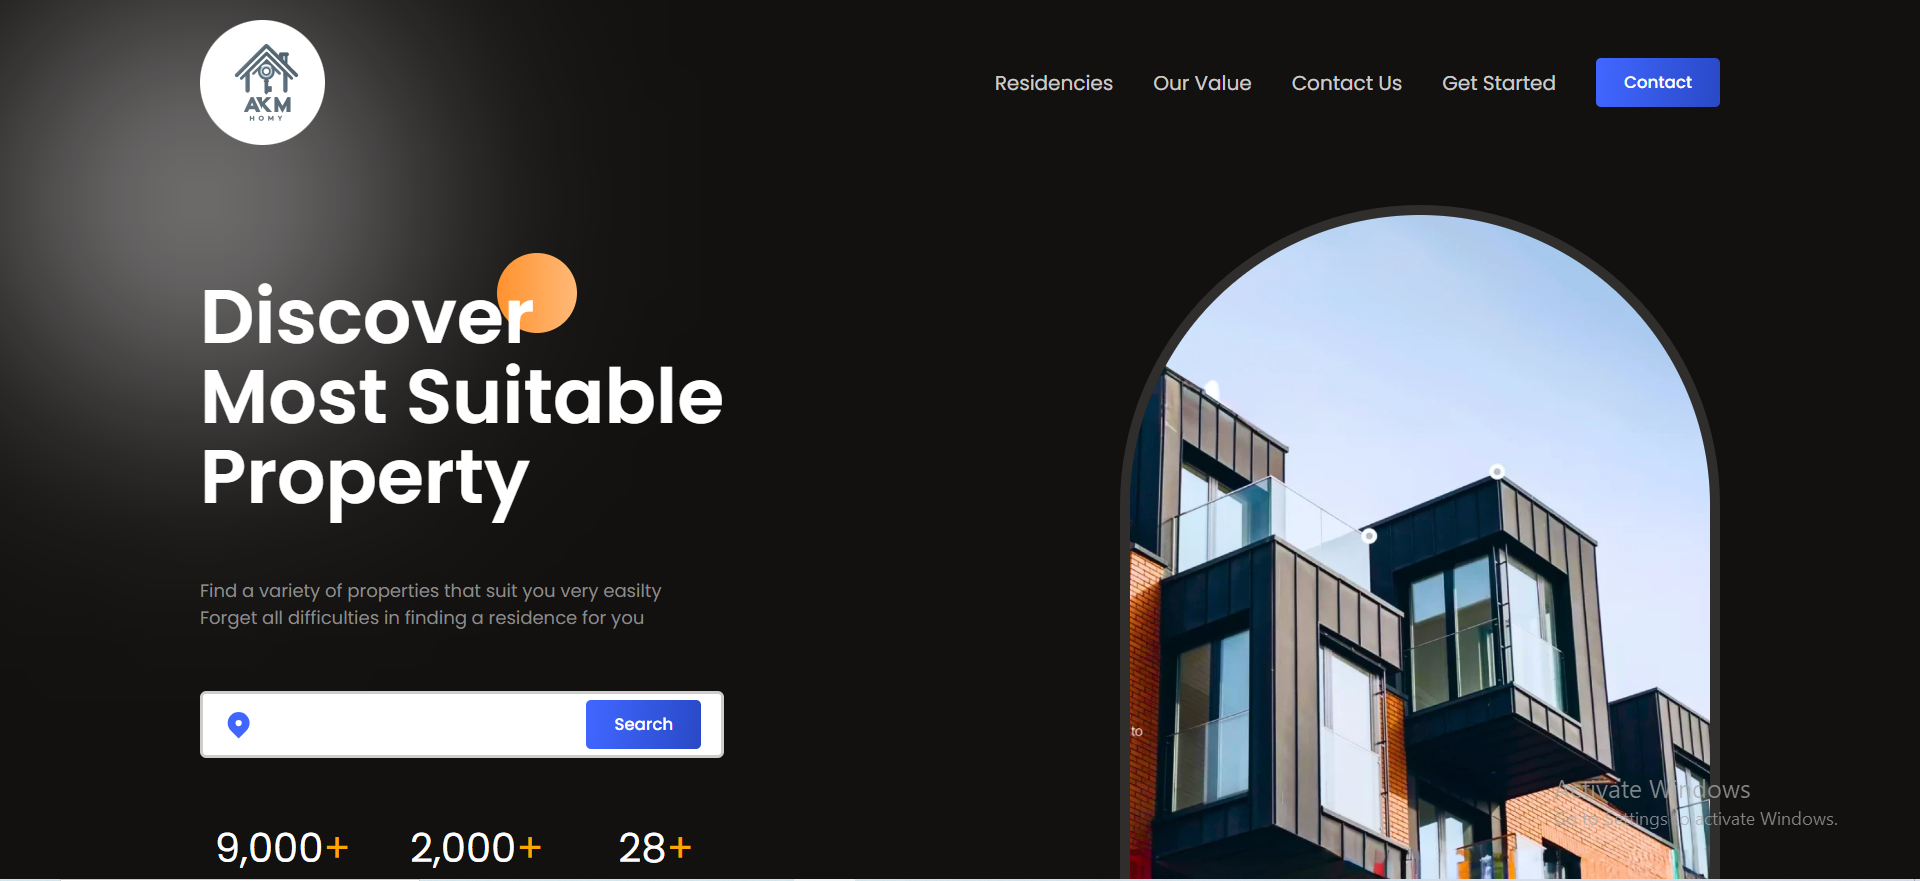 AKM
HOMY
Residencies
Our Value
Contact Us
Get Started
Contact
Discover
Most Suitable
Property
Find a variety of properties that suit you very easilty
Forget all difficulties in finding a residence for you
Search
9,000+
2,000+
28+
to
Activate Windows
Go to Settings to activate Windows.